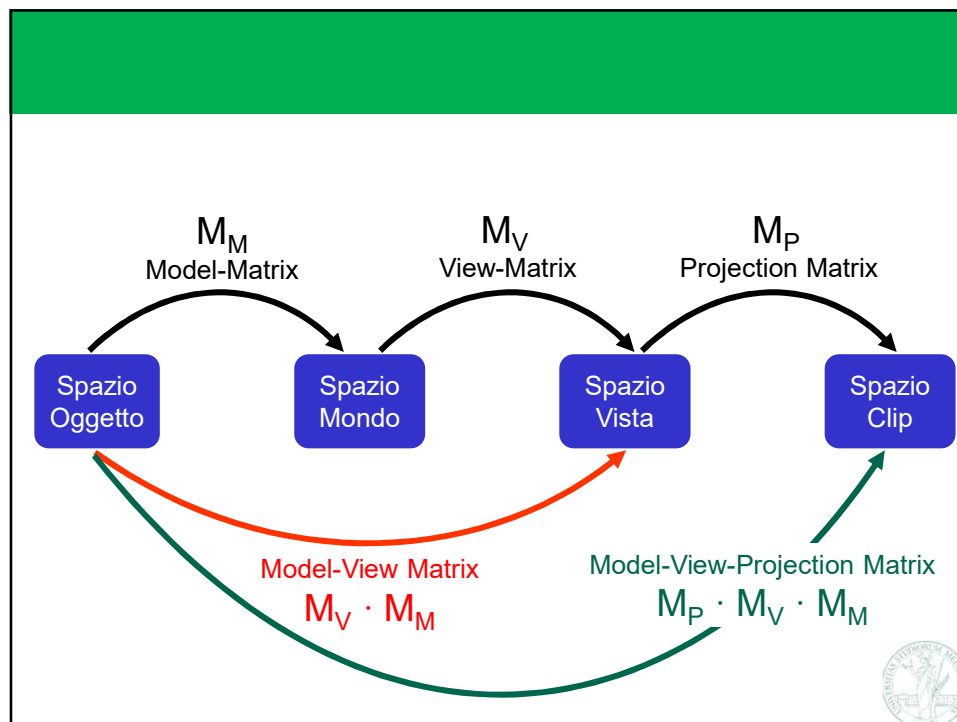 M_M
Model-Matrix
M_V
View-Matrix
M_P
Projection Matrix
Spazio
Oggetto
Spazio
Mondo
Spazio
Vista
Spazio
Clip
Model-View Matrix
M_V · M_M
Model-View-Projection Matrix
M_P · M_V · M_M